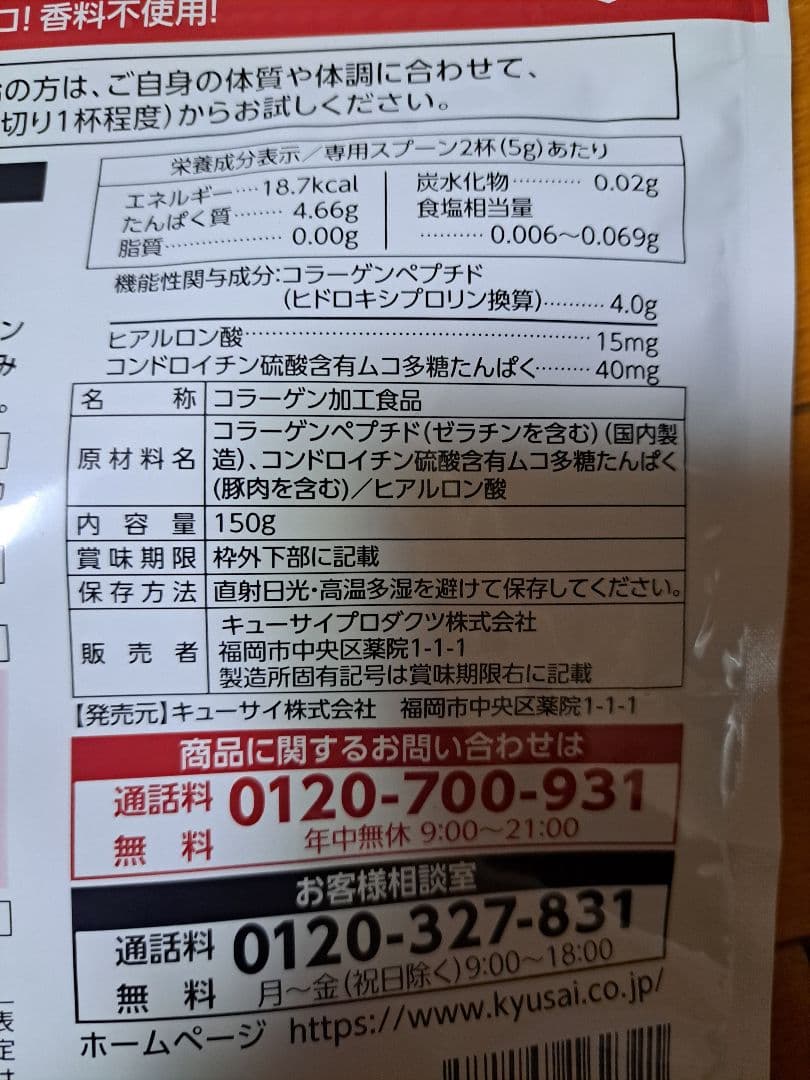 コ! 香料不使用!
の方は、ご自身の体質や体調に合わせて、
切り1杯程度)からお試しください。
栄養成分表示/専用スプーン2杯(5g)あたり
エネルギー…18.7kcal
たんぱく質……4.66g
脂質………………0.00g
炭水化物…………0.02g
食塩相当量
………0.006〜0.069g
機能性関与成分:コラーゲンペプチド
(ヒドロキシプロリン換算)………4.0g
ヒアルロン酸……………………………………15mg
コンドロイチン硫酸含有ムコ多糖たんぱく………40mg
名称 コラーゲン加工食品
原材料名 コラーゲンペプチド(ゼラチンを含む)(国内製
造)、コンドロイチン硫酸含有ムコ多糖たんぱく
(豚肉を含む)/ヒアルロン酸
内容量 150g
賞味期限 枠外下部に記載
保存方法 直射日光・高温多湿を避けて保存してください。
販売者 キューサイプロダクツ株式会社
福岡市中央区薬院1-1-1
製造所固有記号は賞味期限右に記載
【発売元】キューサイ株式会社 福岡市中央区薬院1-1-1
商品に関するお問い合わせは
通話料無料 0120-700-931
年中無休 9:00〜21:00
お客様相談室
通話料無料 0120-327-831
月〜金(祝日除く)9:00〜18:00
ホームページ https://www.kyusai.co.jp/
ン
み
。
表
定
は